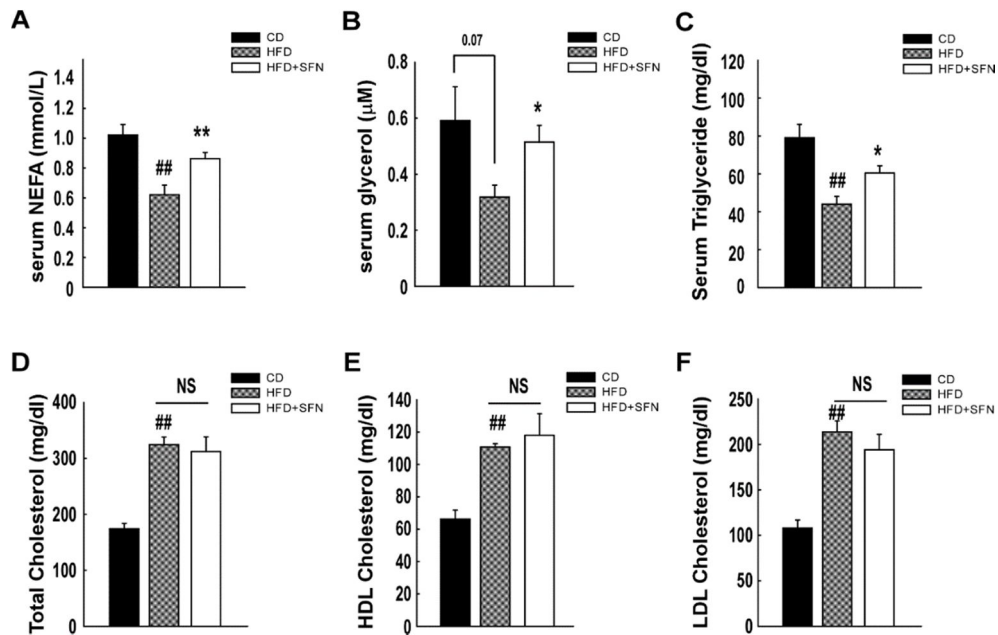 A
CD
HFD
HFD+SFN
serum NEFA (mmol/L)
1.4
1.2
1.0
0.8
0.6
0.4
0.2
0
##
**
B
CD
HFD
HFD+SFN
serum glycerol (μM)
0.8
0.6
0.4
0.2
0
0.07
*
C
CD
HFD
HFD+SFN
Serum Triglyceride (mg/dl)
120
100
80
60
40
20
0
##
*
D
CD
HFD
HFD+SFN
Total Cholesterol (mg/dl)
400
300
200
100
0
NS
##
E
CD
HFD
HFD+SFN
HDL Cholesterol (mg/dl)
140
120
100
80
60
40
20
0
NS
##
F
CD
HFD
HFD+SFN
LDL Cholesterol (mg/dl)
250
200
150
100
50
0
NS
##